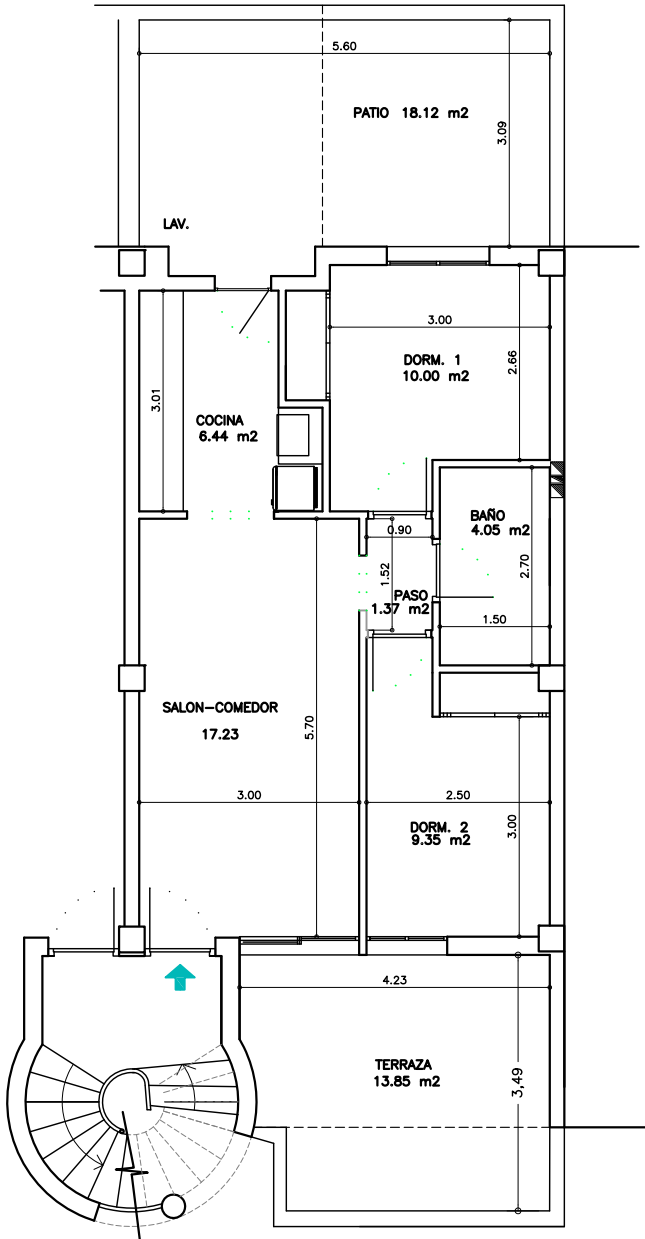 5.60
PATIO 18.12 m2
3.09
LAV.
3.00
DORM. 1
10.00 m2
2.66
3.01
COCINA
6.44 m2
BAÑO
4.05 m2
0.90
1.52
2.70
PASO
1.37 m2
1.50
SALON-COMEDOR
17.23
5.70
3.00
2.50
DORM. 2
9.35 m2
3.00
4.23
TERRAZA
13.85 m2
3,49